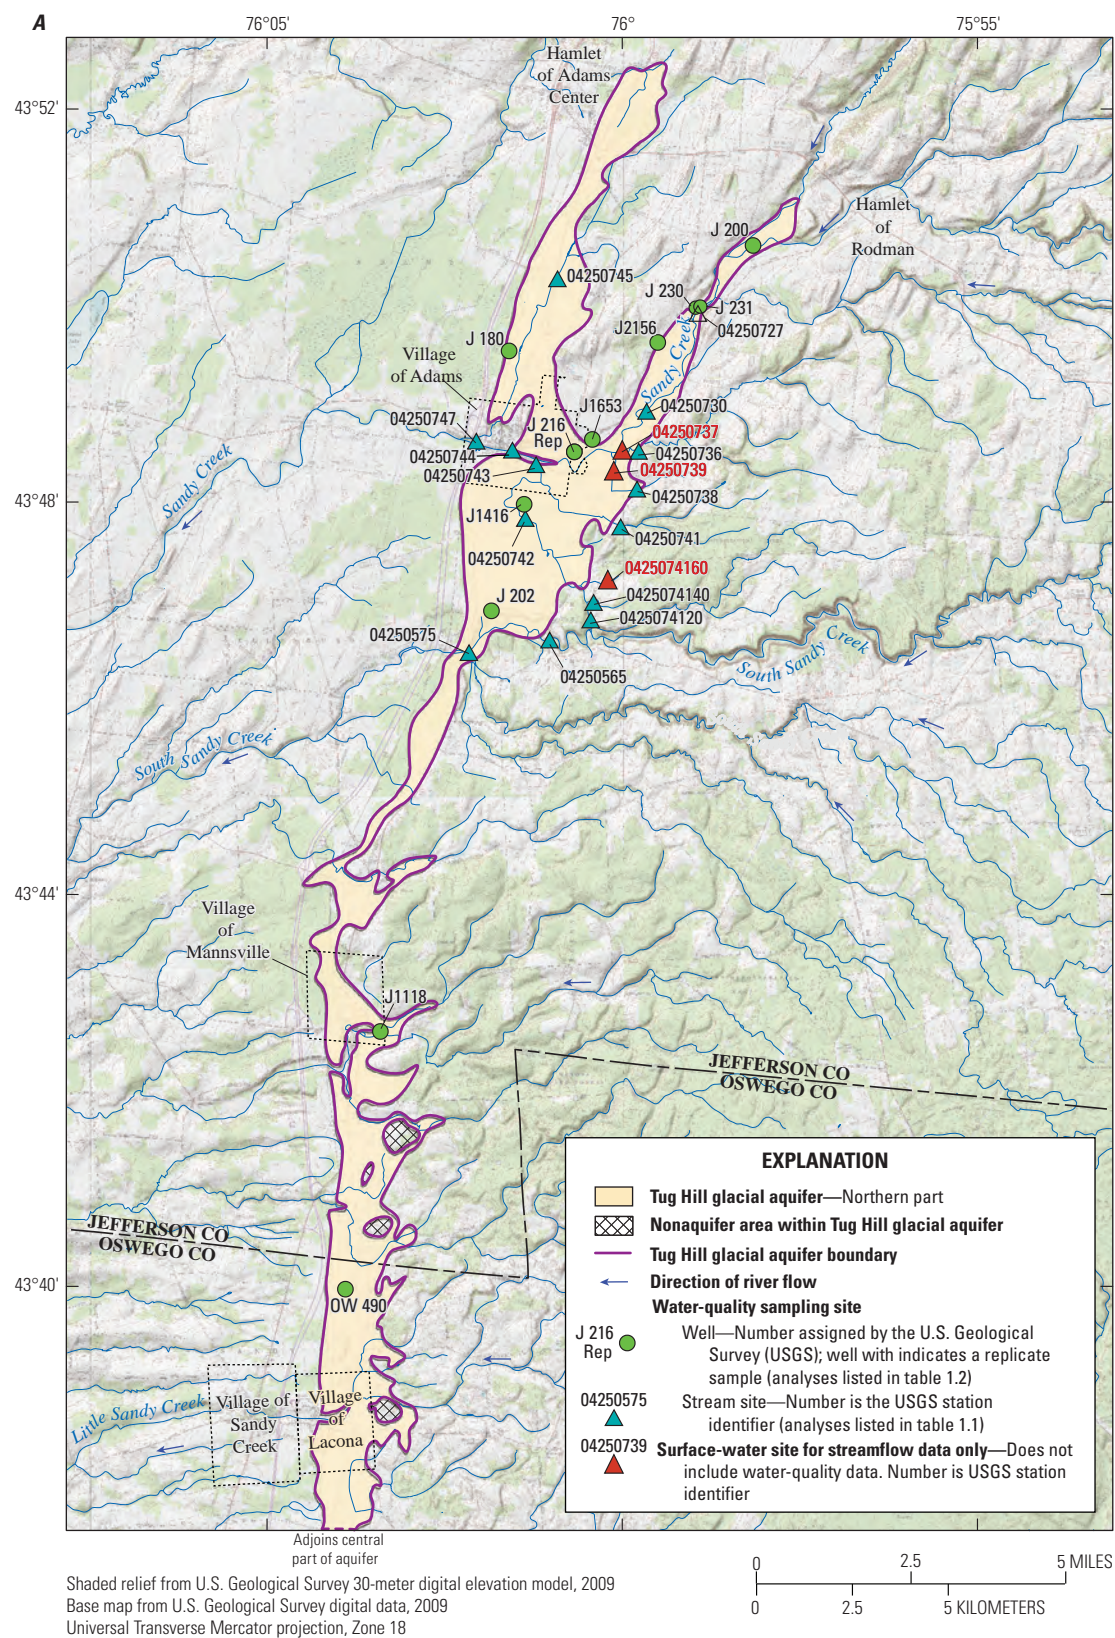 A
76°05'
76°
75°55'
Hamlet
of Adams
Center
43°52'
Hamlet
of
Rodman
J 200
04250745
J 230
J 231
04250727
J2156
J 180
Sandy Creek
Village
of Adams
J1653
04250730
04250747
J 216
Rep
04250737
04250744
04250736
04250743
04250739
Sandy Creek
04250738
43°48'
J1416
04250741
04250742
0425074160
J 202
0425074140
0425074120
04250575
South Sandy Creek
04250565
South Sandy Creek
43°44'
Village
of
Mannsville
J1118
JEFFERSON CO
OSWEGO CO
JEFFERSON CO
OSWEGO CO
43°40'
OW 490
Little Sandy Creek
Village of
Sandy
Creek
Village
of
Lacona
EXPLANATION
Tug Hill glacial aquifer—Northern part
Nonaquifer area within Tug Hill glacial aquifer
Tug Hill glacial aquifer boundary
Direction of river flow
Water-quality sampling site
J 216
Rep
Well—Number assigned by the U.S. Geological
Survey (USGS); well with indicates a replicate
sample (analyses listed in table 1.2)
04250575
Stream site—Number is the USGS station
identifier (analyses listed in table 1.1)
04250739
Surface-water site for streamflow data only—Does not
include water-quality data. Number is USGS station
identifier
Adjoins central
part of aquifer
Shaded relief from U.S. Geological Survey 30-meter digital elevation model, 2009
Base map from U.S. Geological Survey digital data, 2009
Universal Transverse Mercator projection, Zone 18
0 2.5 5 MILES
0 2.5 5 KILOMETERS